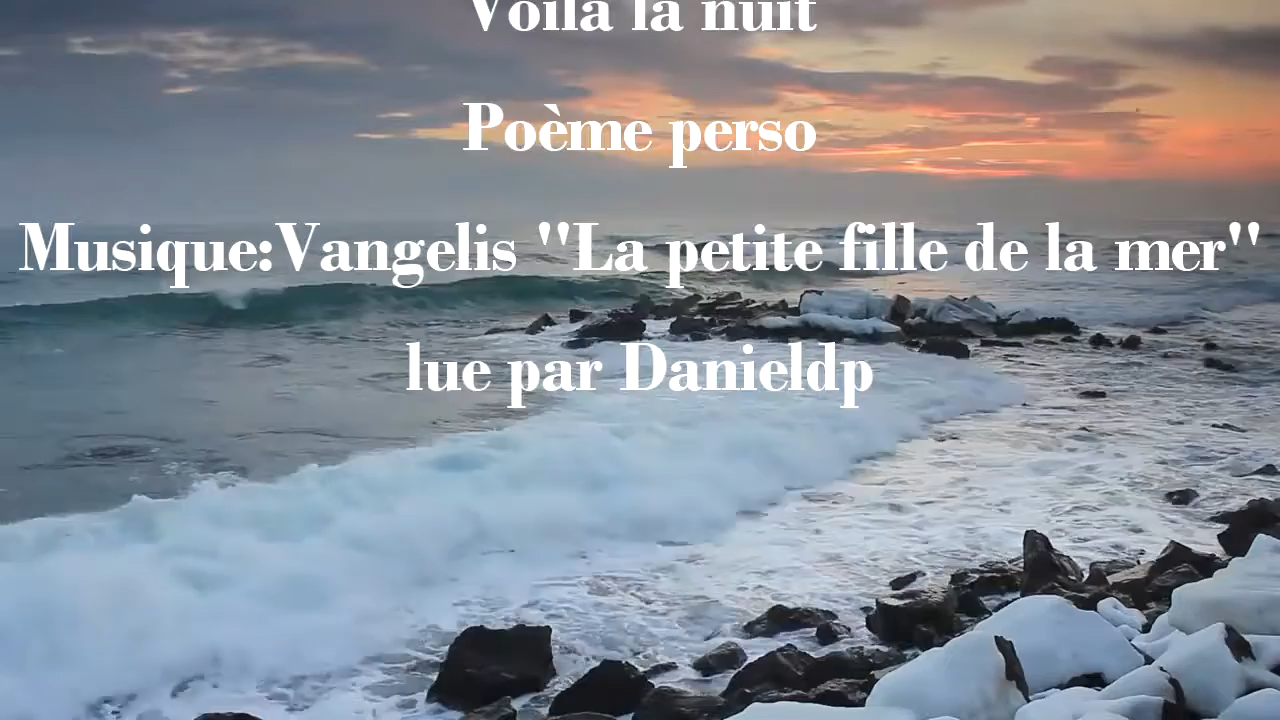 Voilà la nuit
Poème perso
Musique:Vangelis "La petite fille de la mer"
lue par Danieldp